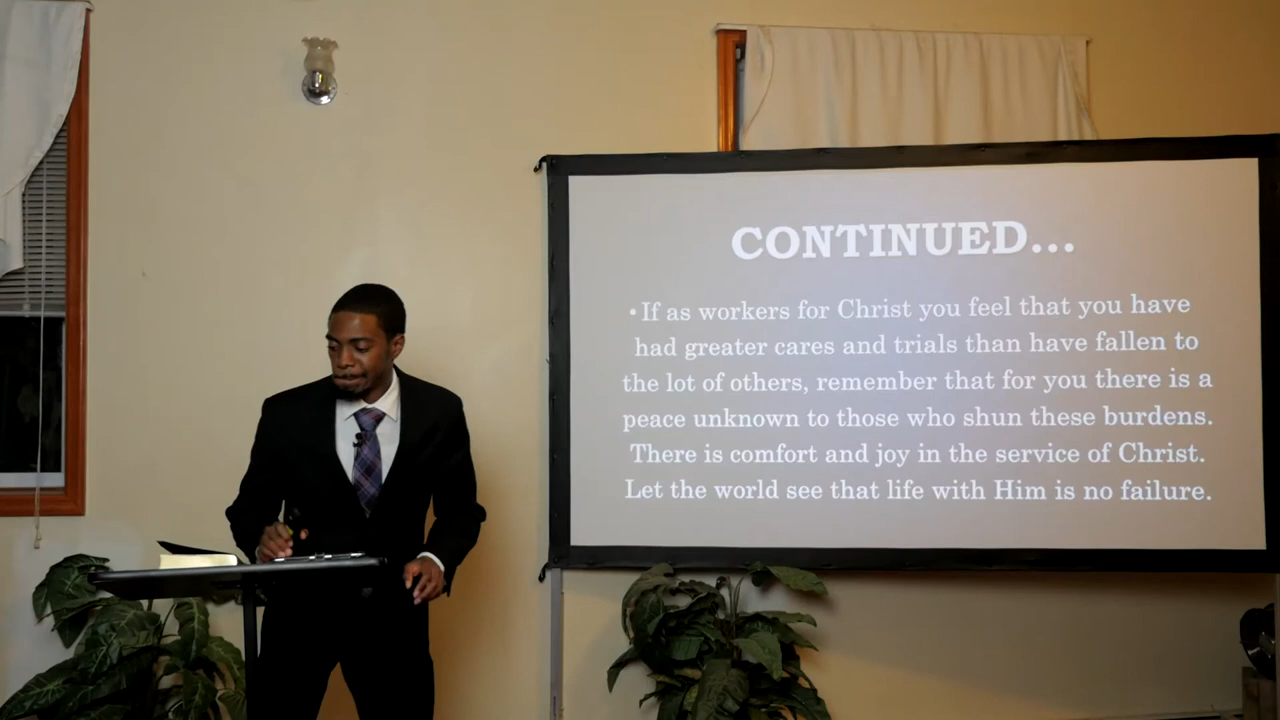 CONTINUED...
• If as workers for Christ you feel that you have
had greater cares and trials than have fallen to
the lot of others, remember that for you there is a
peace unknown to those who shun these burdens.
There is comfort and joy in the service of Christ.
Let the world see that life with Him is no failure.